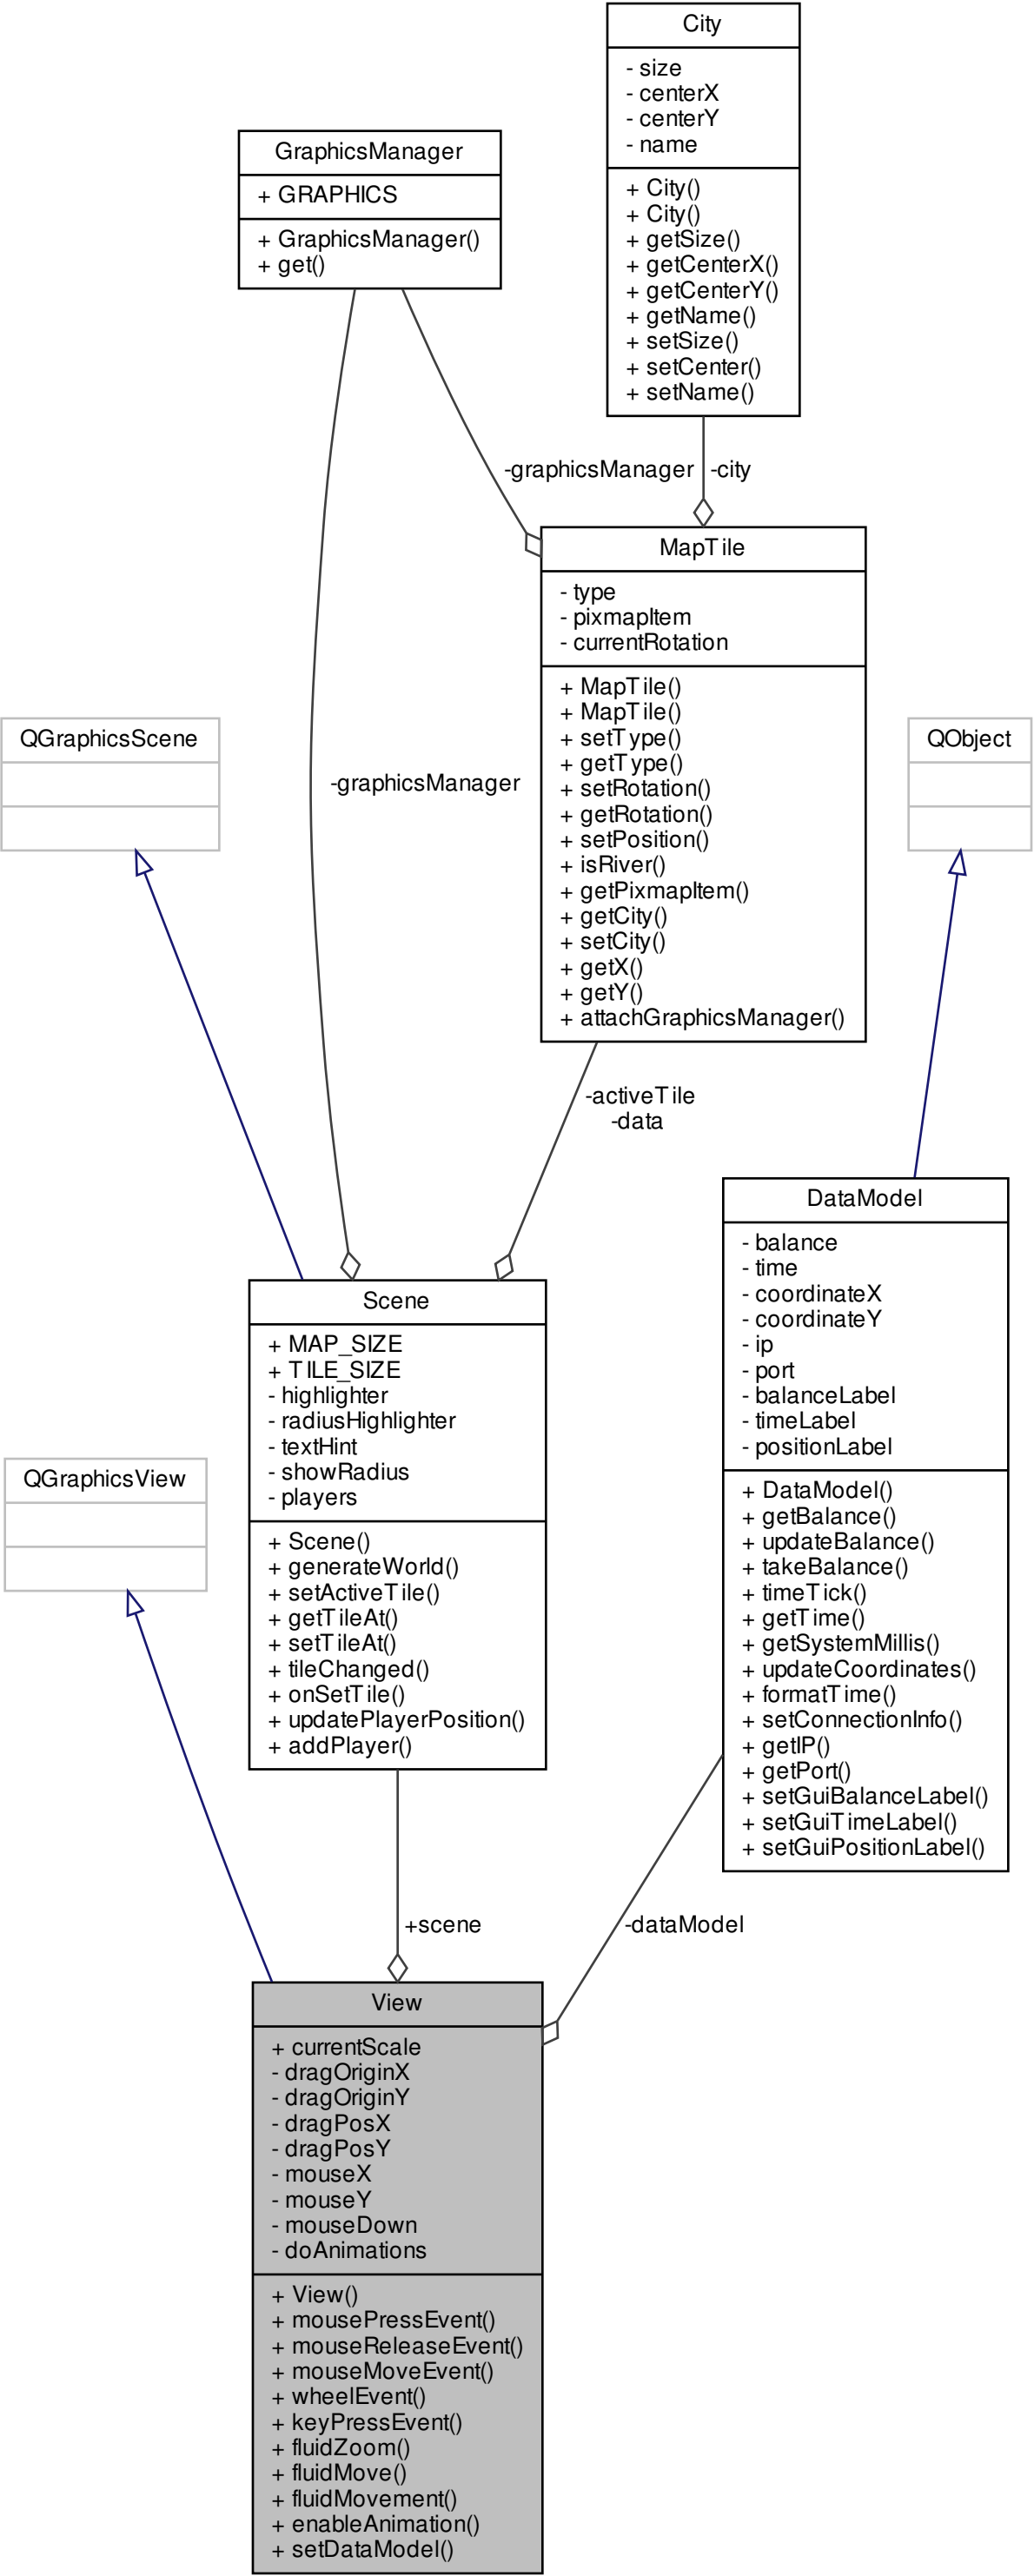 City
- size
- centerX
- centerY
- name
+ City()
+ City()
+ getSize()
+ getCenterX()
+ getCenterY()
+ getName()
+ setSize()
+ setCenter()
+ setName()
GraphicsManager
+ GRAPHICS
+ GraphicsManager()
+ get()
-graphicsManager
-city
MapTile
- type
- pixmapItem
- currentRotation
+ MapTile()
+ MapTile()
+ setType()
+ getType()
+ setRotation()
+ getRotation()
+ setPosition()
+ isRiver()
+ getPixmapItem()
+ getCity()
+ setCity()
+ getX()
+ getY()
+ attachGraphicsManager()
QGraphicsScene
-graphicsManager
QObject
-activeTile
-data
DataModel
- balance
- time
- coordinateX
- coordinateY
- ip
- port
- balanceLabel
- timeLabel
- positionLabel
+ DataModel()
+ getBalance()
+ updateBalance()
+ takeBalance()
+ timeTick()
+ getTime()
+ getSystemMillis()
+ updateCoordinates()
+ formatTime()
+ setConnectionInfo()
+ getIP()
+ getPort()
+ setGuiBalanceLabel()
+ setGuiTimeLabel()
+ setGuiPositionLabel()
Scene
+ MAP_SIZE
+ TILE_SIZE
- highlighter
- radiusHighlighter
- textHint
- showRadius
- players
+ Scene()
+ generateWorld()
+ setActiveTile()
+ getTileAt()
+ setTileAt()
+ tileChanged()
+ onSetTile()
+ updatePlayerPosition()
+ addPlayer()
QGraphicsView
+scene
-dataModel
View
+ currentScale
- dragOriginX
- dragOriginY
- dragPosX
- dragPosY
- mouseX
- mouseY
- mouseDown
- doAnimations
+ View()
+ mousePressEvent()
+ mouseReleaseEvent()
+ mouseMoveEvent()
+ wheelEvent()
+ keyPressEvent()
+ fluidZoom()
+ fluidMove()
+ fluidMovement()
+ enableAnimation()
+ setDataModel()